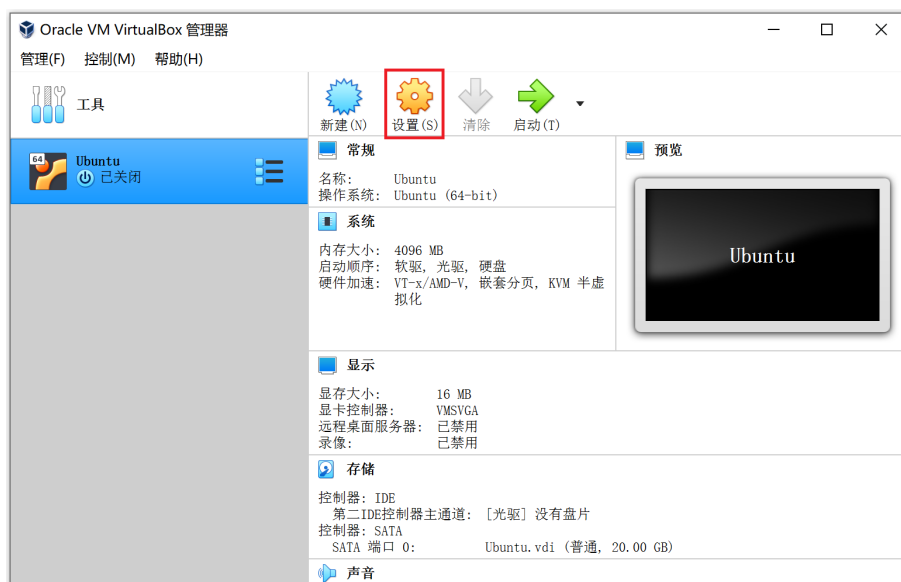 Oracle VM VirtualBox 管理器
管理(F) 控制(M) 帮助(H)
工具
新建(N) 设置(S) 清除 启动(T)
64
Ubuntu
已关闭
常规
名称: Ubuntu
操作系统: Ubuntu (64-bit)
系统
内存大小: 4096 MB
启动顺序: 软驱, 光驱, 硬盘
硬件加速: VT-x/AMD-V, 嵌套分页, KVM 半虚
拟化
预览
Ubuntu
显示
显存大小: 16 MB
显卡控制器: VMSVGA
远程桌面服务器: 已禁用
录像: 已禁用
存储
控制器: IDE
第二IDE控制器主通道: [光驱] 没有盘片
控制器: SATA
SATA 端口 0: Ubuntu.vdi (普通, 20.00 GB)
声音